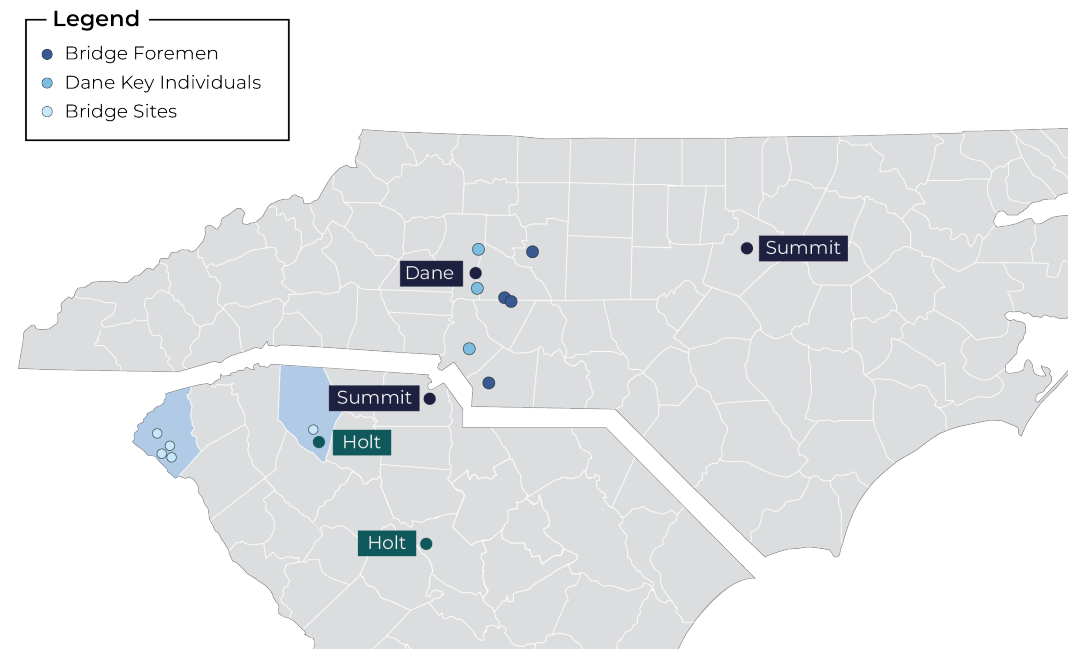 Legend
Bridge Foremen
Dane Key Individuals
Bridge Sites
Summit
Dane
Summit
Holt
Holt